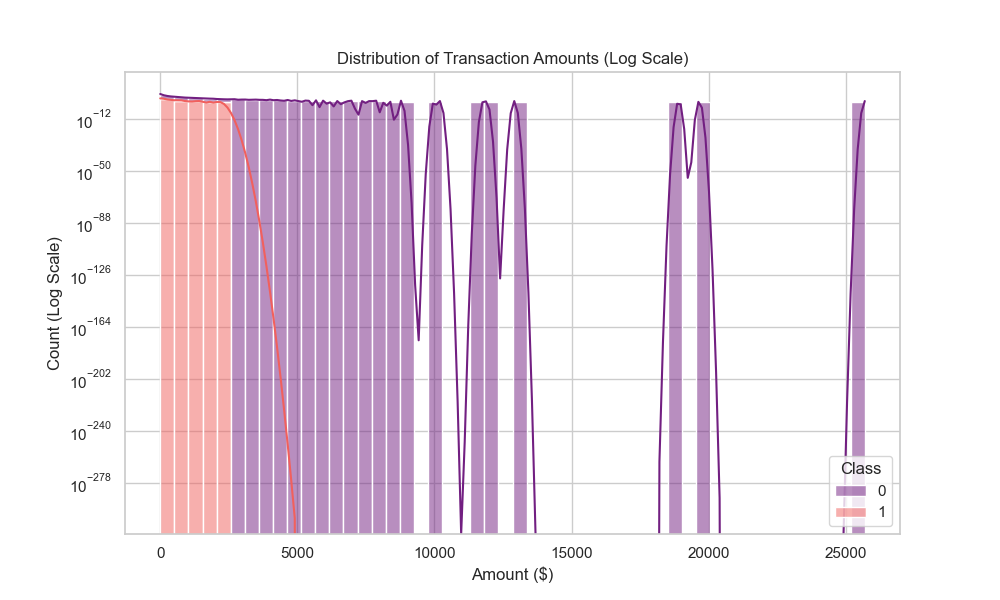 Distribution of Transaction Amounts (Log Scale)
Count (Log Scale)
10⁻¹²
10⁻⁵⁰
10⁻⁸⁸
10⁻¹²⁶
10⁻¹⁶⁴
10⁻²⁰²
10⁻²⁴⁰
10⁻²⁷⁸
Class
0
1
0 5000 10000 15000 20000 25000
Amount ($)